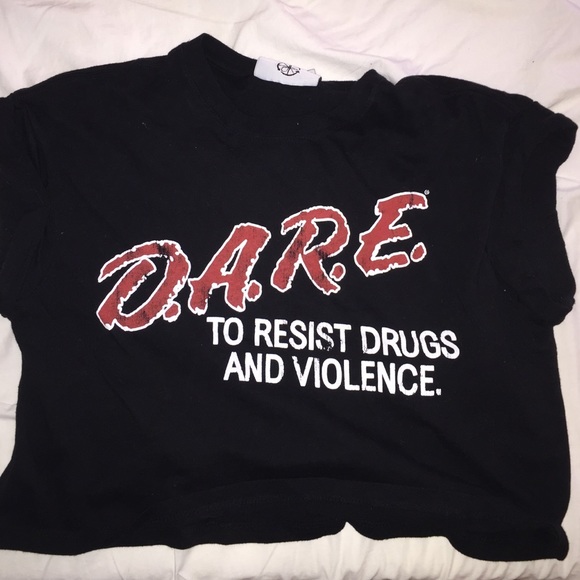 D.A.R.E.®
TO RESIST DRUGS
AND VIOLENCE.